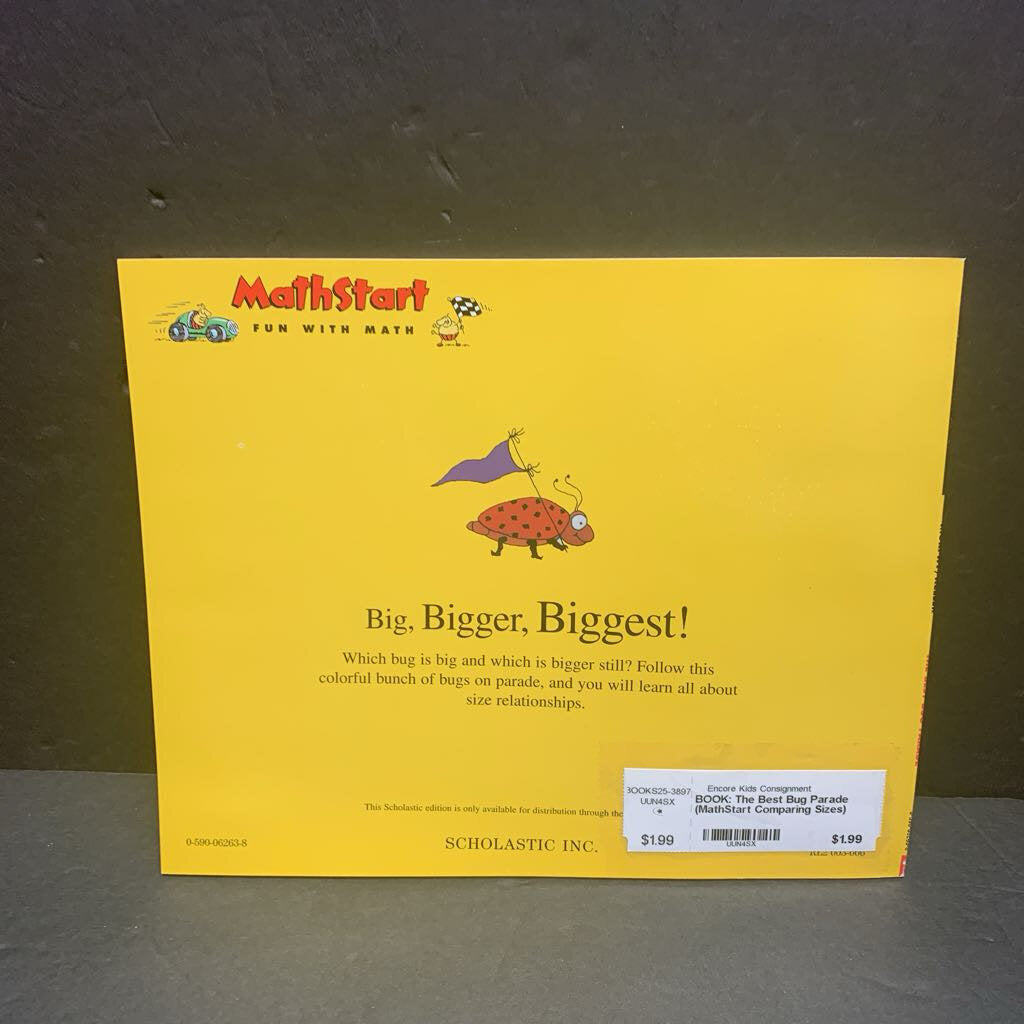 MathStart
FUN WITH MATH
Big, Bigger, Biggest!
Which bug is big and which is bigger still? Follow this
colorful bunch of bugs on parade, and you will learn all about
size relationships.
This Scholastic edition is only available for distribution through the
0-590-06263-8
SCHOLASTIC INC.
BOOKS25-3897
UUN4SX
$1.99
Encore Kids Consignment
BOOK: The Best Bug Parade
(MathStart Comparing Sizes)
UUN4SX
$1.99